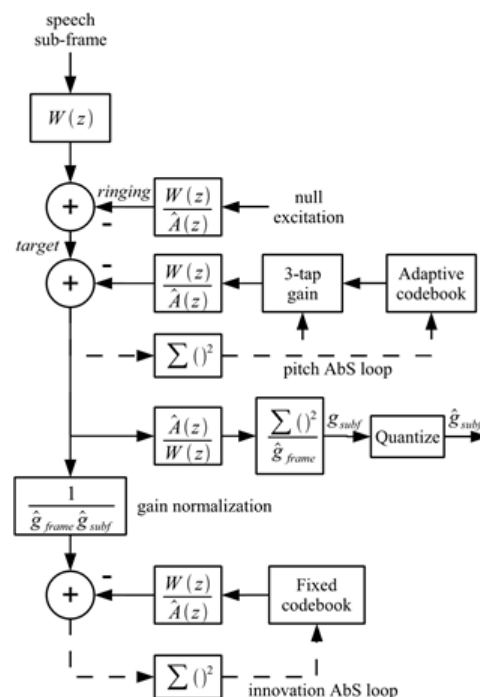 speech
sub-frame
W(z)
+
ringing
-
W(z)
Â(z)
null
excitation
target
+
-
W(z)
Â(z)
3-tap
gain
Adaptive
codebook
∑()²
pitch AbS loop
Â(z)
W(z)
∑()²
ĝ frame
g subf
Quantize
ĝ subf
1
ĝ frame ĝ subf
gain normalization
+
-
W(z)
Â(z)
Fixed
codebook
∑()²
innovation AbS loop